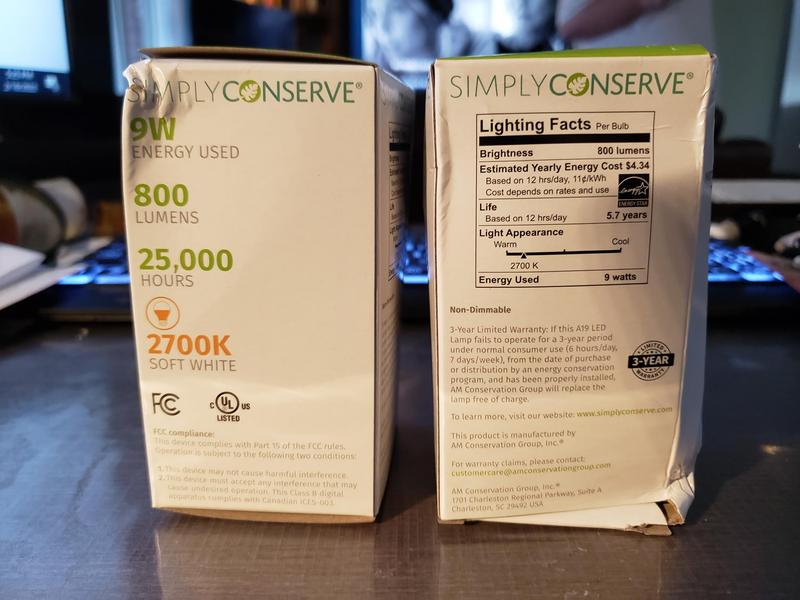 SIMPLYCONSERVE®
9W
ENERGY USED
800
LUMENS
25,000
HOURS
2700K
SOFT WHITE
FC
C UL US
LISTED
FCC compliance:
This device complies with Part 15 of the FCC rules.
Operation is subject to the following two conditions:
1. This device may not cause harmful interference.
2. This device must accept any interference that may
cause undesired operation. This Class B digital
apparatus complies with Canadian ICES-003.
SIMPLYCONSERVE®
Lighting Facts Per Bulb
Brightness 800 lumens
Estimated Yearly Energy Cost $4.34
Based on 12 hrs/day, 11¢/kWh
Cost depends on rates and use
energy
ENERGY STAR
Life
Based on 12 hrs/day 5.7 years
Light Appearance
Warm Cool
2700 K
Energy Used 9 watts
Non-Dimmable
3-Year Limited Warranty: If this A19 LED
Lamp fails to operate for a 3-year period
under normal consumer use (6 hours/day,
7 days/week), from the date of purchase
or distribution by an energy conservation
program, and has been properly installed,
AM Conservation Group will replace the
lamp free of charge.
LIMITED
3-YEAR
WARRANTY
To learn more, visit our website: www.simplyconserve.com
This product is manufactured by
AM Conservation Group, Inc.®
For warranty claims, please contact:
customercare@amconservationgroup.com
AM Conservation Group, Inc.®
1701 Charleston Regional Parkway, Suite A
Charleston, SC 29492 USA